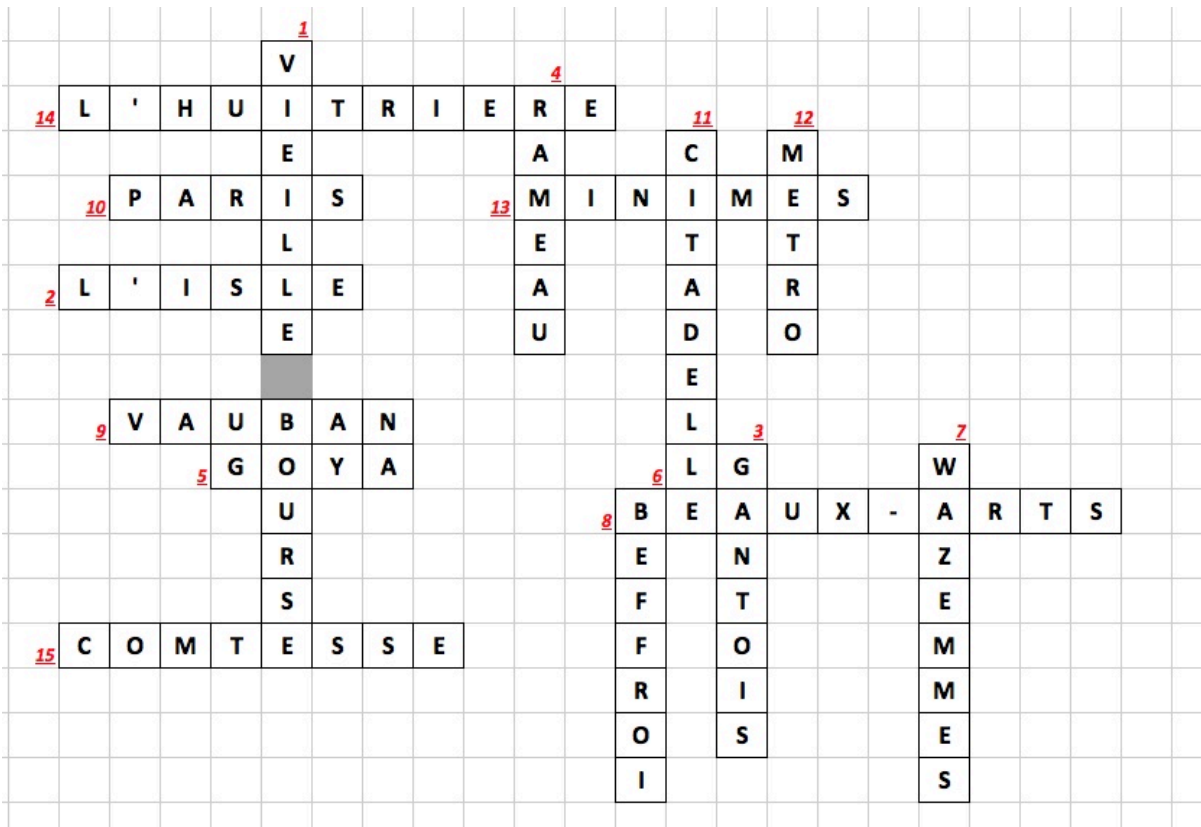 1
V
4
14 L ' H U I T R I E R E
11 12
E A C M
10 P A R I S 13 M I N I M E S
L E T T
2 L ' I S L E A A R
E U D O
E
9 V A U B A N L
3 7
5 G O Y A L G W
6
U 8 B E A U X - A R T S
R E N Z
S F T E
15 C O M T E S S E F O M
R I M
O S E
I S